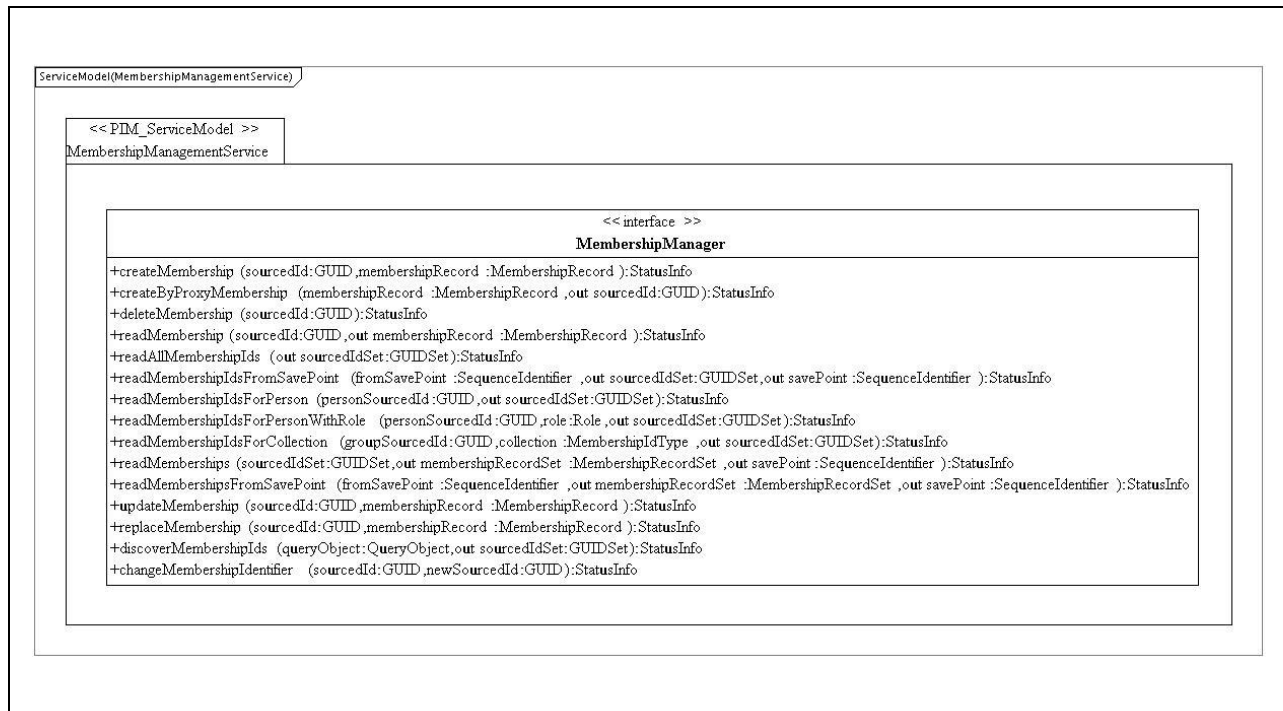 ServiceModel(MembershipManagementService)
<< PIM_ServiceModel >>
MembershipManagementService
<< interface >>
MembershipManager
+createMembership (sourcedId:GUID,membershipRecord :MembershipRecord ):StatusInfo
+createByProxyMembership (membershipRecord :MembershipRecord ,out sourcedId:GUID):StatusInfo
+deleteMembership (sourcedId:GUID):StatusInfo
+readMembership (sourcedId:GUID,out membershipRecord :MembershipRecord ):StatusInfo
+readAllMembershipIds (out sourcedIdSet:GUIDSet):StatusInfo
+readMembershipIdsFromSavePoint (fromSavePoint :SequenceIdentifier ,out sourcedIdSet:GUIDSet,out savePoint :SequenceIdentifier ):StatusInfo
+readMembershipIdsForPerson (personSourcedId:GUID,out sourcedIdSet:GUIDSet):StatusInfo
+readMembershipIdsForPersonWithRole (personSourcedId:GUID,role:Role,out sourcedIdSet:GUIDSet):StatusInfo
+readMembershipIdsForCollection (groupSourcedId:GUID,collection :MembershipIdType ,out sourcedIdSet:GUIDSet):StatusInfo
+readMemberships (sourcedIdSet:GUIDSet,out membershipRecordSet :MembershipRecordSet ,out savePoint :SequenceIdentifier ):StatusInfo
+readMembershipsFromSavePoint (fromSavePoint :SequenceIdentifier ,out membershipRecordSet :MembershipRecordSet ,out savePoint :SequenceIdentifier ):StatusInfo
+updateMembership (sourcedId:GUID,membershipRecord :MembershipRecord ):StatusInfo
+replaceMembership (sourcedId:GUID,membershipRecord :MembershipRecord ):StatusInfo
+discoverMembershipIds (queryObject:QueryObject,out sourcedIdSet:GUIDSet):StatusInfo
+changeMembershipIdentifier (sourcedId:GUID,newSourcedId:GUID):StatusInfo